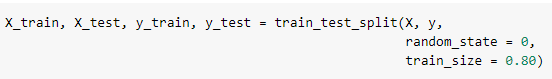 X_train, X_test, y_train, y_test = train_test_split(X, y,
random_state = 0,
train_size = 0.80)